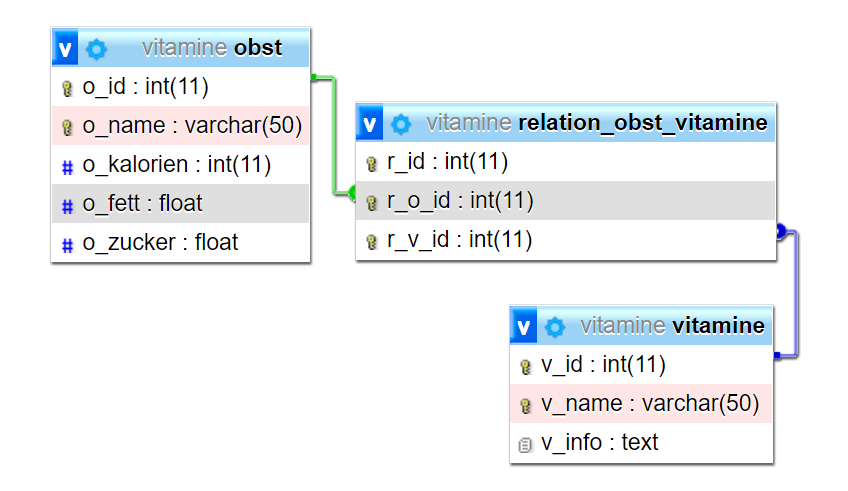 v vitamine obst
o_id : int(11)
o_name : varchar(50)
# o_kalorien : int(11)
# o_fett : float
# o_zucker : float
v vitamine relation_obst_vitamine
r_id : int(11)
r_o_id : int(11)
r_v_id : int(11)
v vitamine vitamine
v_id : int(11)
v_name : varchar(50)
v_info : text